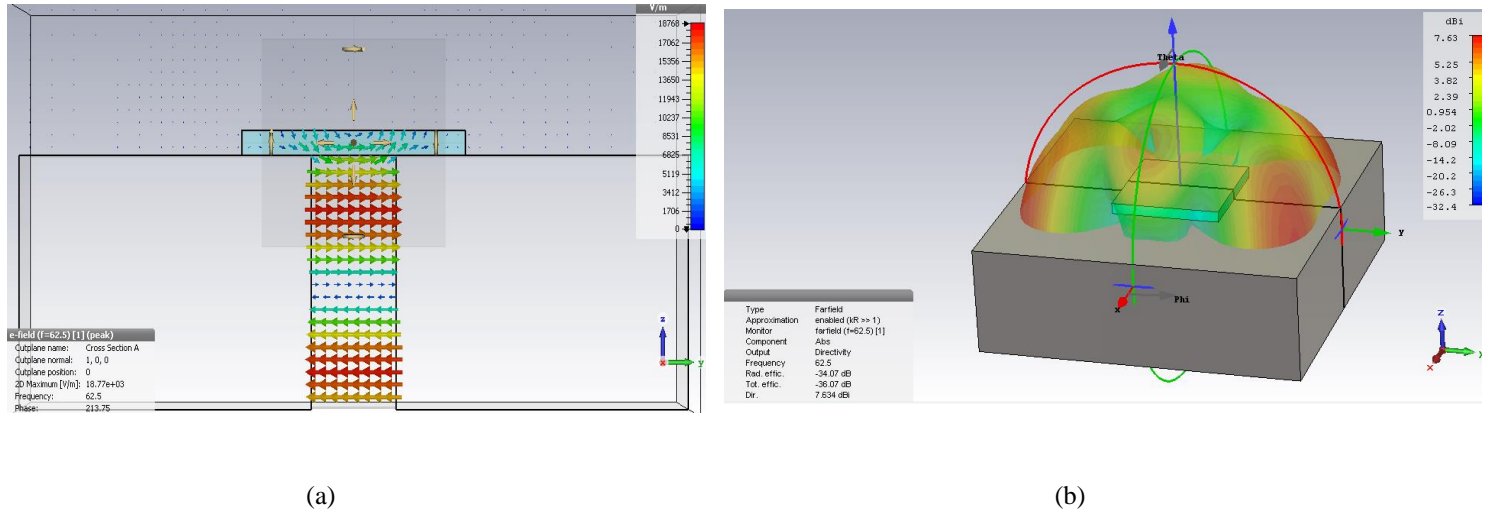 V/m
18768
17062
15356
13650
11943
10237
8531
6825
5119
3412
1706
0
z
y
x
e-field (f=62.5) [1] (peak)
Cutplane name: Cross Section A
Cutplane normal: 1, 0, 0
Cutplane position: 0
2D Maximum [V/m]: 18.77e+03
Frequency: 62.5
Phase: 213.75
(a)
dBi
7.63
5.25
3.82
2.39
0.954
-2.02
-8.09
-14.2
-20.2
-26.3
-32.4
Theta
Y
Phi
x
z
x
Type Farfield
Approximation enabled (kR >> 1)
Monitor farfield (f=62.5) [1]
Component Abs
Output Directivity
Frequency 62.5
Rad. effic. -34.07 dB
Tot. effic. -36.07 dB
Dir. 7.634 dBi
(b)